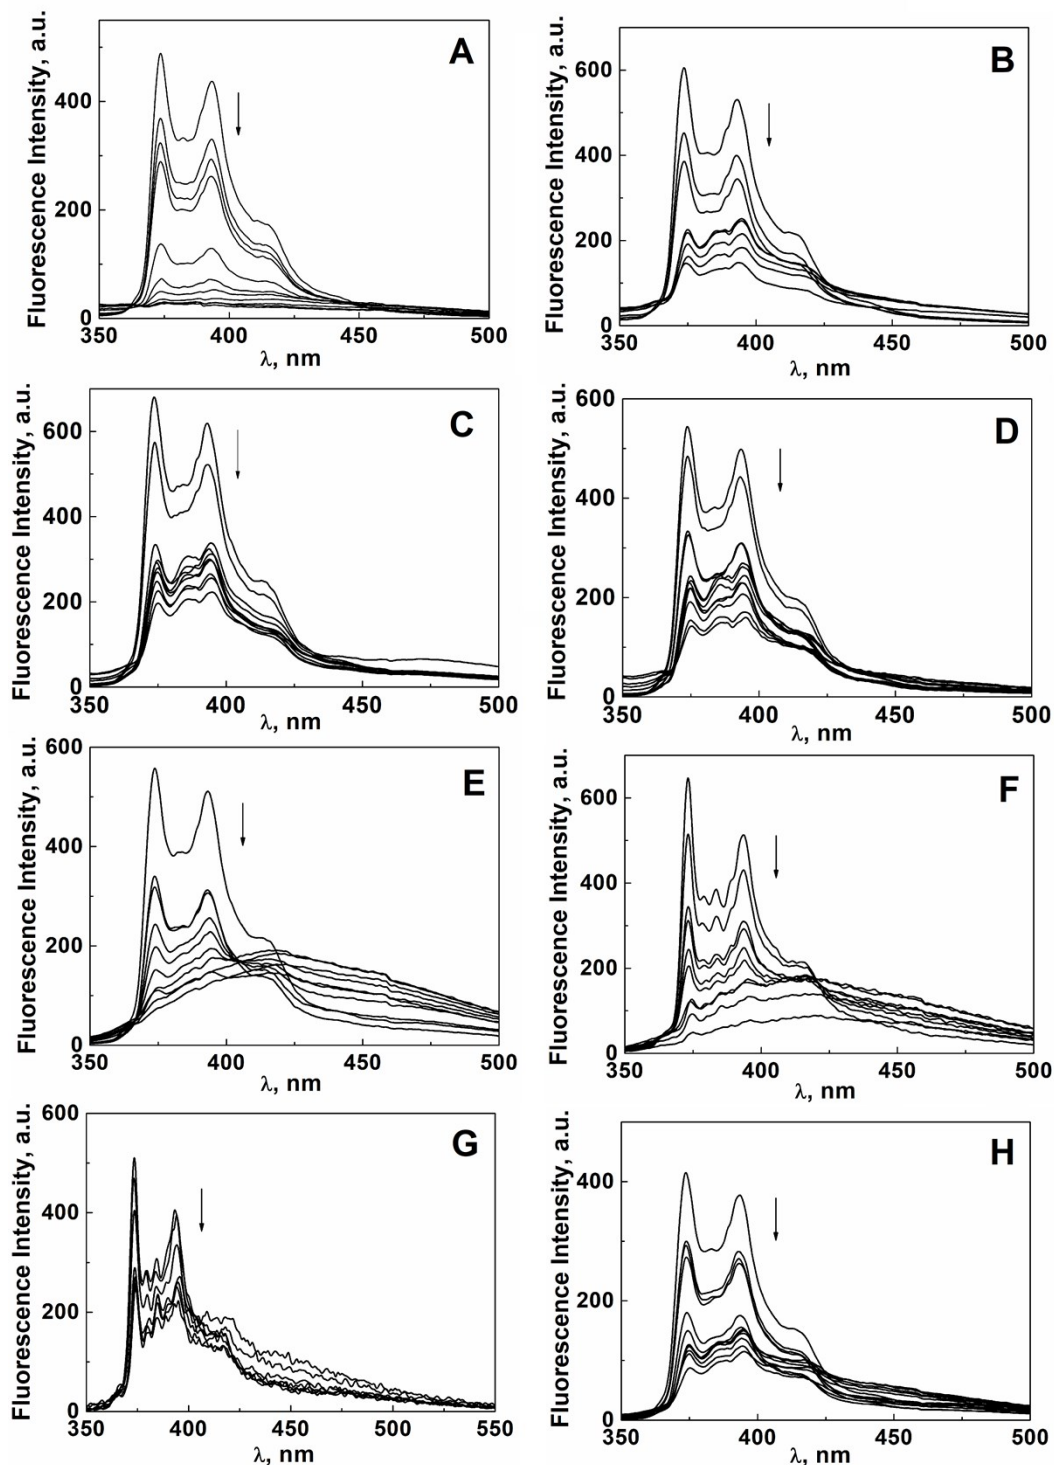 A
Fluorescence Intensity, a.u.
400
200
0
350 400 450 500
λ, nm
B
Fluorescence Intensity, a.u.
600
400
200
0
350 400 450 500
λ, nm
C
Fluorescence Intensity, a.u.
600
400
200
0
350 400 450 500
λ, nm
D
Fluorescence Intensity, a.u.
600
400
200
0
350 400 450 500
λ, nm
E
Fluorescence Intensity, a.u.
600
400
200
0
350 400 450 500
λ, nm
F
Fluorescence Intensity, a.u.
600
400
200
0
350 400 450 500
λ, nm
G
Fluorescence Intensity, a.u.
600
400
200
0
350 400 450 500 550
λ, nm
H
Fluorescence Intensity, a.u.
400
200
0
350 400 450 500
λ, nm